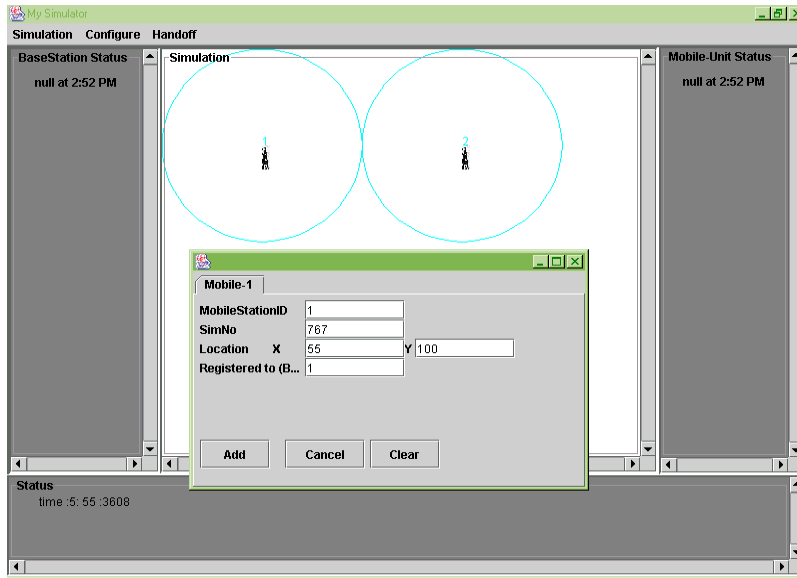 My Simulator
Simulation Configure Handoff
BaseStation Status
null at 2:52 PM
Simulation
1
2
Mobile-Unit Status
null at 2:52 PM
Mobile-1
MobileStationID 1
SimNo 767
Location X 55 Y 100
Registered to (B... 1
Add Cancel Clear
Status
time :5: 55 :3608